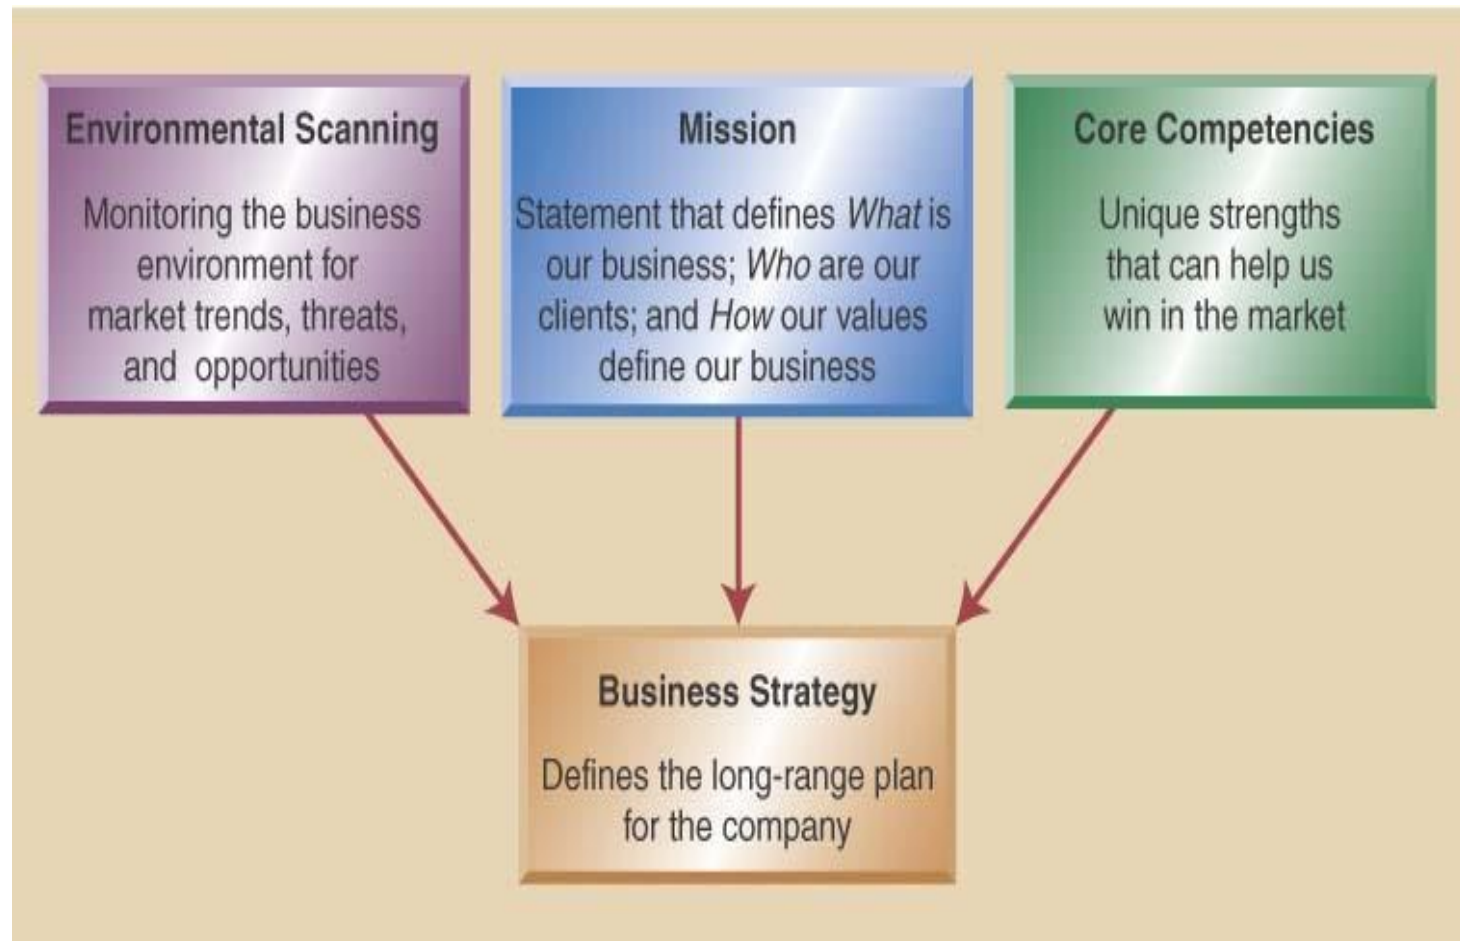 Environmental Scanning
Monitoring the business
environment for
market trends, threats,
and opportunities
Mission
Statement that defines What is
our business; Who are our
clients; and How our values
define our business
Core Competencies
Unique strengths
that can help us
win in the market
Business Strategy
Defines the long-range plan
for the company